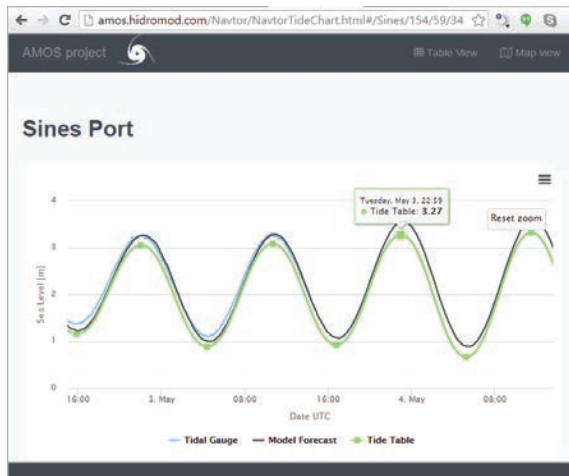 amos.hidromod.com/Navtor/NavtorTideChart.html#/Sines/154/59/34
AMOS project
Table View
Map view
Sines Port
4
3
2
1
0
Sea Level [m]
Tuesday, May 3, 22:59
Tide Table: 3.27
Reset zoom
16:00
3. May
08:00
16:00
4. May
08:00
Date UTC
Tidal Gauge
Model Forecast
Tide Table